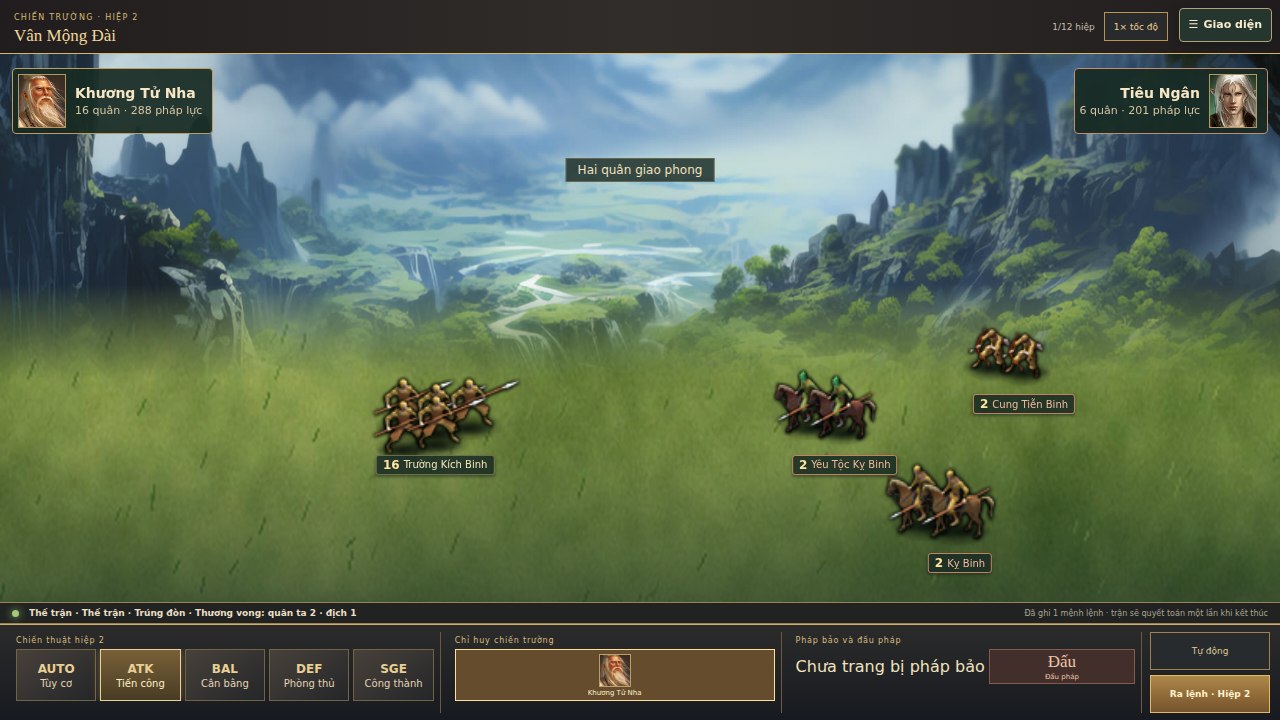 CHIẾN TRƯỜNG · HIỆP 2
Vân Mộng Đài
1/12 hiệp
1× tốc độ
☰ Giao diện
Khương Tử Nha
16 quân · 288 pháp lực
Tiêu Ngân
6 quân · 201 pháp lực
Hai quân giao phong
2 Cung Tiễn Binh
16 Trường Kích Binh
2 Yêu Tộc Kỵ Binh
2 Kỵ Binh
Thế trận · Thế trận · Trúng đòn · Thương vong: quân ta 2 · địch 1
Đã ghi 1 mệnh lệnh · trận sẽ quyết toán một lần khi kết thúc
Chiến thuật hiệp 2
AUTO
Tùy cơ
ATK
Tiến công
BAL
Cân bằng
DEF
Phòng thủ
SGE
Công thành
Chỉ huy chiến trường
Khương Tử Nha
Pháp bảo và đấu pháp
Chưa trang bị pháp bảo
Đấu
Đấu pháp
Tự động
Ra lệnh · Hiệp 2